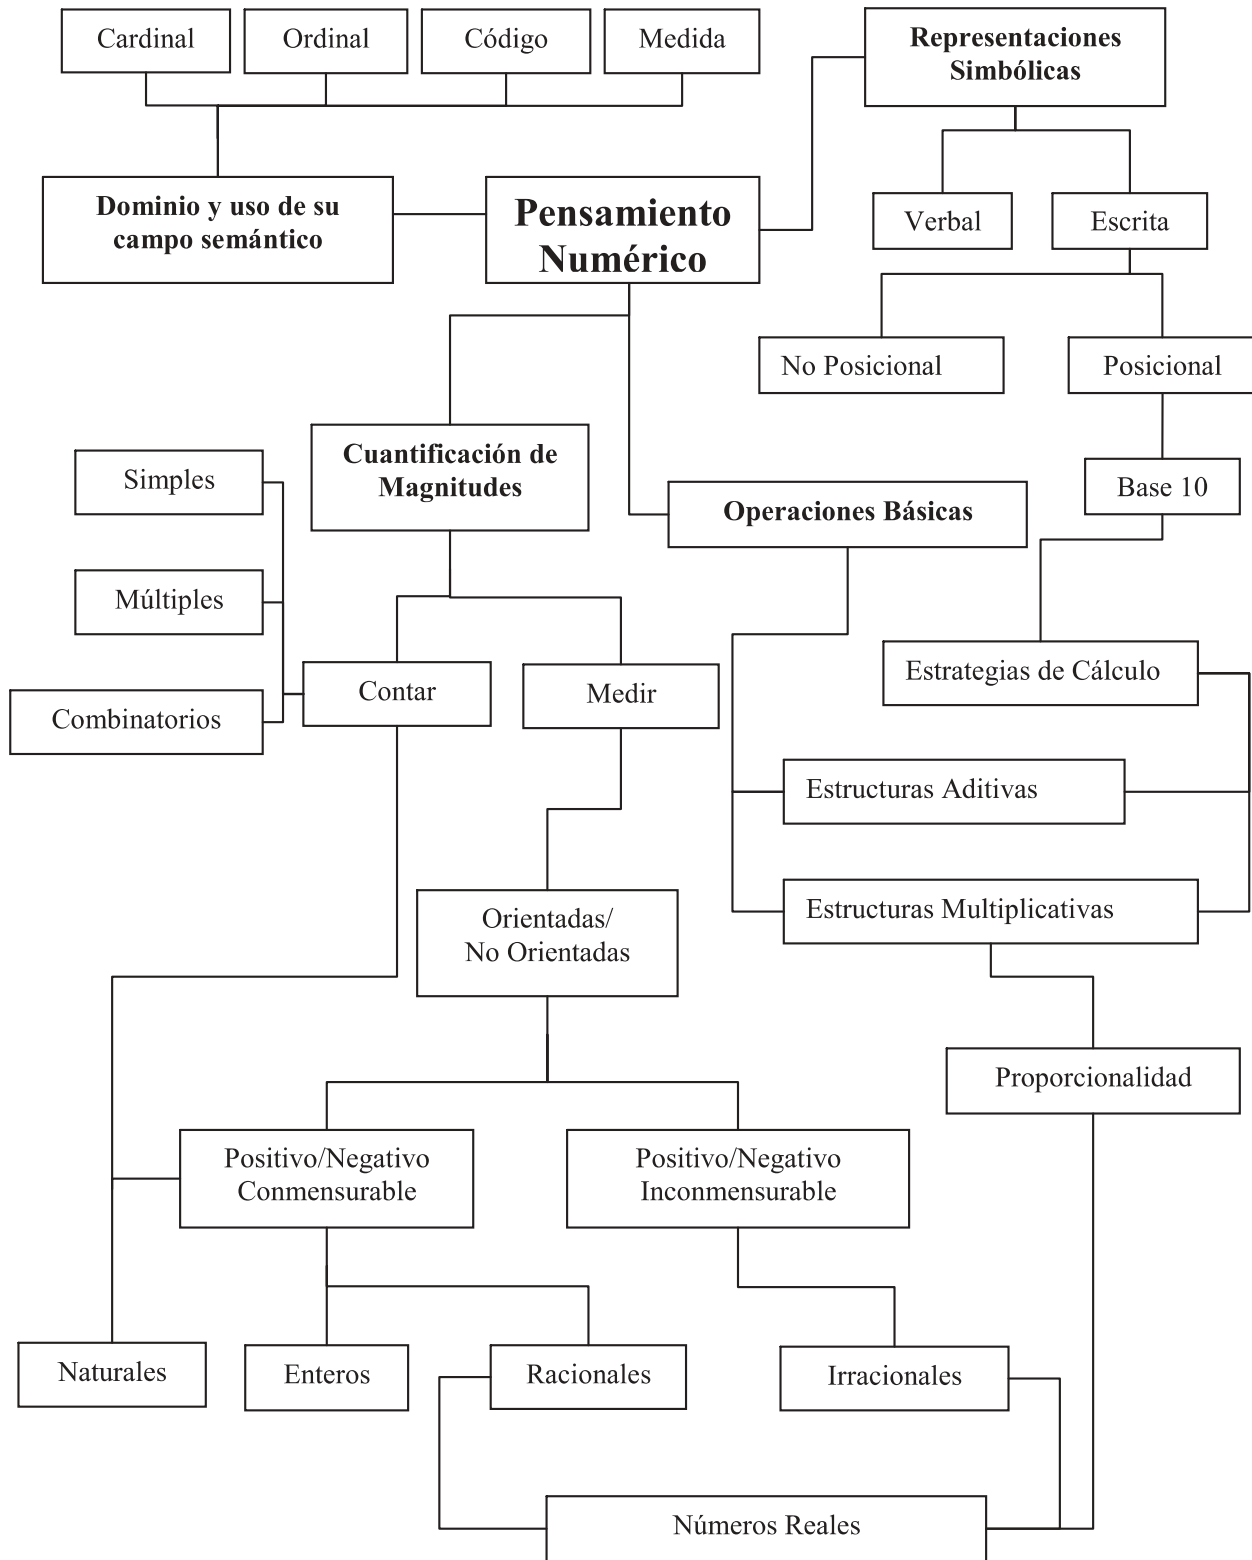 Cardinal
Ordinal
Código
Medida
Representaciones
Simbólicas
Dominio y uso de su
campo semántico
Pensamiento
Numérico
Verbal
Escrita
No Posicional
Posicional
Cuantificación de
Magnitudes
Simples
Base 10
Operaciones Básicas
Múltiples
Contar
Medir
Estrategias de Cálculo
Combinatorios
Estructuras Aditivas
Orientadas/
No Orientadas
Estructuras Multiplicativas
Proporcionalidad
Positivo/Negativo
Conmensurable
Positivo/Negativo
Inconmensurable
Naturales
Enteros
Racionales
Irracionales
Números Reales